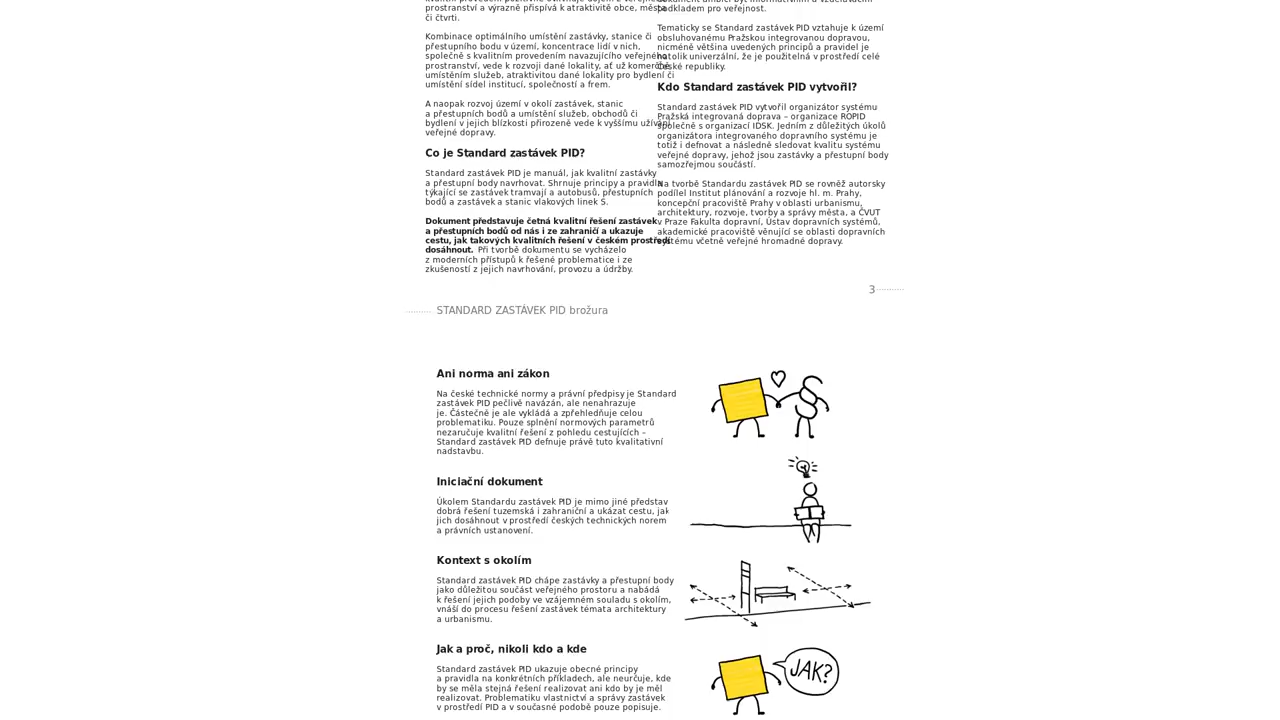 prostranství a výrazně přispívá k atraktivitě obce, města
či čtvrti.
Kombinace optimálního umístění zastávky, stanice či
přestupního bodu v území, koncentrace lidí v nich,
společně s kvalitním provedením navazujícího veřejného
prostranství, vede k rozvoji dané lokality, ať už komerčně
umístěním služeb, atraktivitou dané lokality pro bydlení či
umístění sídel institucí, společností a firem.
A naopak rozvoj území v okolí zastávek, stanic
a přestupních bodů a umístění služeb, obchodů či
bydlení v jejich blízkosti přirozeně vede k vyššímu užívání
veřejné dopravy.
Co je Standard zastávek PID?
Standard zastávek PID je manuál, jak kvalitní zastávky
a přestupní body navrhovat. Shrnuje principy a pravidla
týkající se zastávek tramvají a autobusů, přestupních
bodů a zastávek a stanic vlakových linek S.
Dokument představuje četná kvalitní řešení zastávek
a přestupních bodů od nás i ze zahraničí a ukazuje
cestu, jak takových kvalitních řešení v českém prostředí
dosáhnout. Při tvorbě dokumentu se vycházelo
z moderních přístupů k řešené problematice i ze
zkušeností z jejich navrhování, provozu a údržby.
podkladem pro veřejnost.
Tematicky se Standard zastávek PID vztahuje k území
obsluhovanému Pražskou integrovanou dopravou,
nicméně většina uvedených principů a pravidel je
natolik univerzální, že je použitelná v prostředí celé
České republiky.
Kdo Standard zastávek PID vytvořil?
Standard zastávek PID vytvořil organizátor systému
Pražská integrovaná doprava – organizace ROPID
společně s organizací IDSK. Jedním z důležitých úkolů
organizátora integrovaného dopravního systému je
totiž i defnovat a následně sledovat kvalitu systému
veřejné dopravy, jehož jsou zastávky a přestupní body
samozřejmou součástí.
Na tvorbě Standardu zastávek PID se rovněž autorsky
podílel Institut plánování a rozvoje hl. m. Prahy,
koncepční pracoviště Prahy v oblasti urbanismu,
architektury, rozvoje, tvorby a správy města, a ČVUT
v Praze Fakulta dopravní, Ústav dopravních systémů,
akademické pracoviště věnující se oblasti dopravních
systému včetně veřejné hromadné dopravy.
3
STANDARD ZASTÁVEK PID brožura
Ani norma ani zákon
Na české technické normy a právní předpisy je Standard
zastávek PID pečlivě navázán, ale nenahrazuje
je. Částečně je ale vykládá a zpřehledňuje celou
problematiku. Pouze splnění normových parametrů
nezaručuje kvalitní řešení z pohledu cestujících –
Standard zastávek PID defnuje právě tuto kvalitativní
nadstavbu.
Iniciační dokument
Úkolem Standardu zastávek PID je mimo jiné představ
dobrá řešení tuzemská i zahraniční a ukázat cestu, jak
jich dosáhnout v prostředí českých technických norem
a právních ustanovení.
Kontext s okolím
Standard zastávek PID chápe zastávky a přestupní body
jako důležitou součást veřejného prostoru a nabádá
k řešení jejich podoby ve vzájemném souladu s okolím,
vnáší do procesu řešení zastávek témata architektury
a urbanismu.
Jak a proč, nikoli kdo a kde
Standard zastávek PID ukazuje obecné principy
a pravidla na konkrétních příkladech, ale neurčuje, kde
by se měla stejná řešení realizovat ani kdo by je měl
realizovat. Problematiku vlastnictví a správy zastávek
v prostředí PID a v současné podobě pouze popisuje.
JAK?